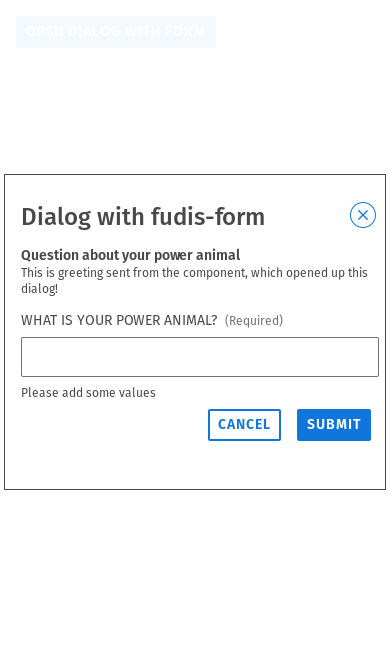 OPEN DIALOG WITH FORM
Dialog with fudis-form
Question about your power animal
This is greeting sent from the component, which opened up this
dialog!
WHAT IS YOUR POWER ANIMAL? (Required)
Please add some values
CANCEL SUBMIT